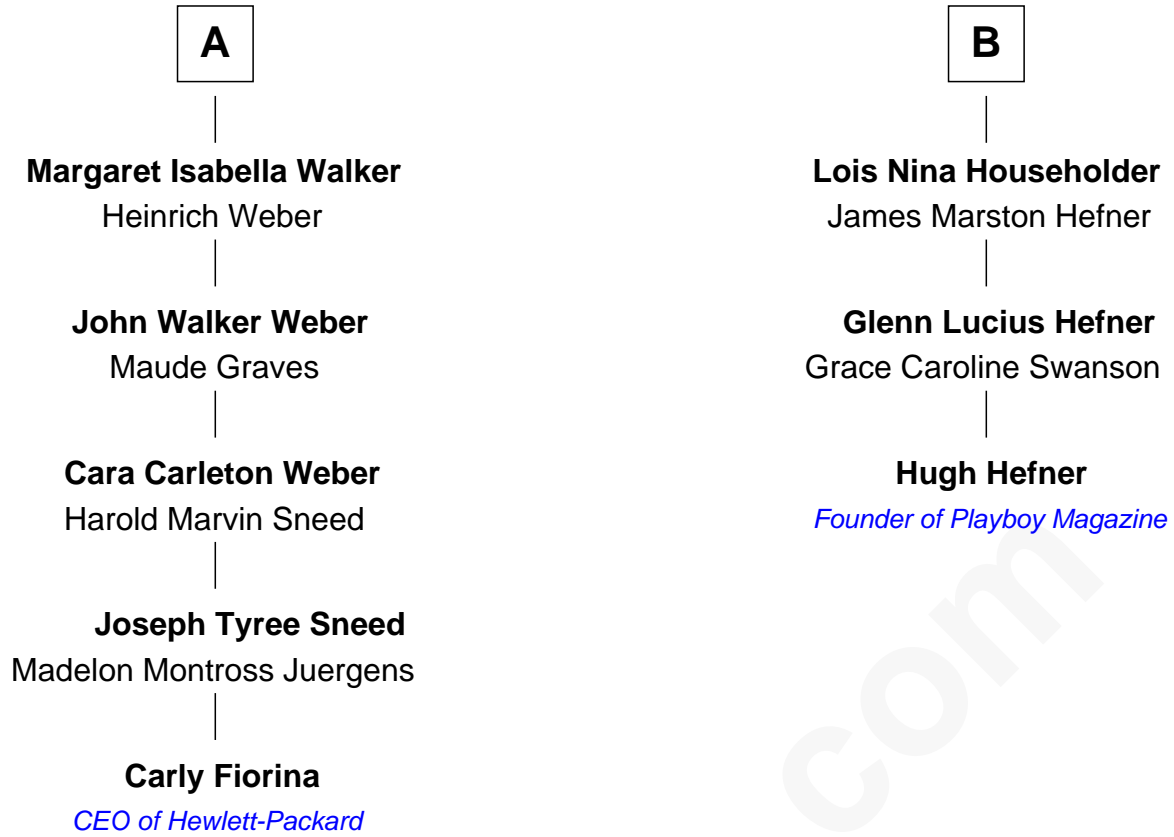 A
Margaret Isabella Walker
Heinrich Weber
John Walker Weber
Maude Graves
Cara Carleton Weber
Harold Marvin Sneed
Joseph Tyree Sneed
Madelon Montross Juergens
Carly Fiorina
CEO of Hewlett-Packard
B
Lois Nina Householder
James Marston Hefner
Glenn Lucius Hefner
Grace Caroline Swanson
Hugh Hefner
Founder of Playboy Magazine
com